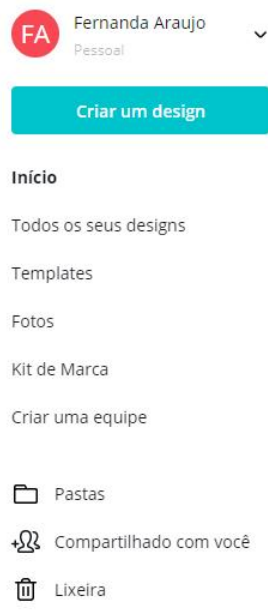 FA
Fernanda Araujo
Pessoal
Criar um design
Início
Todos os seus designs
Templates
Fotos
Kit de Marca
Criar uma equipe
Pastas
Compartilhado com você
Lixeira